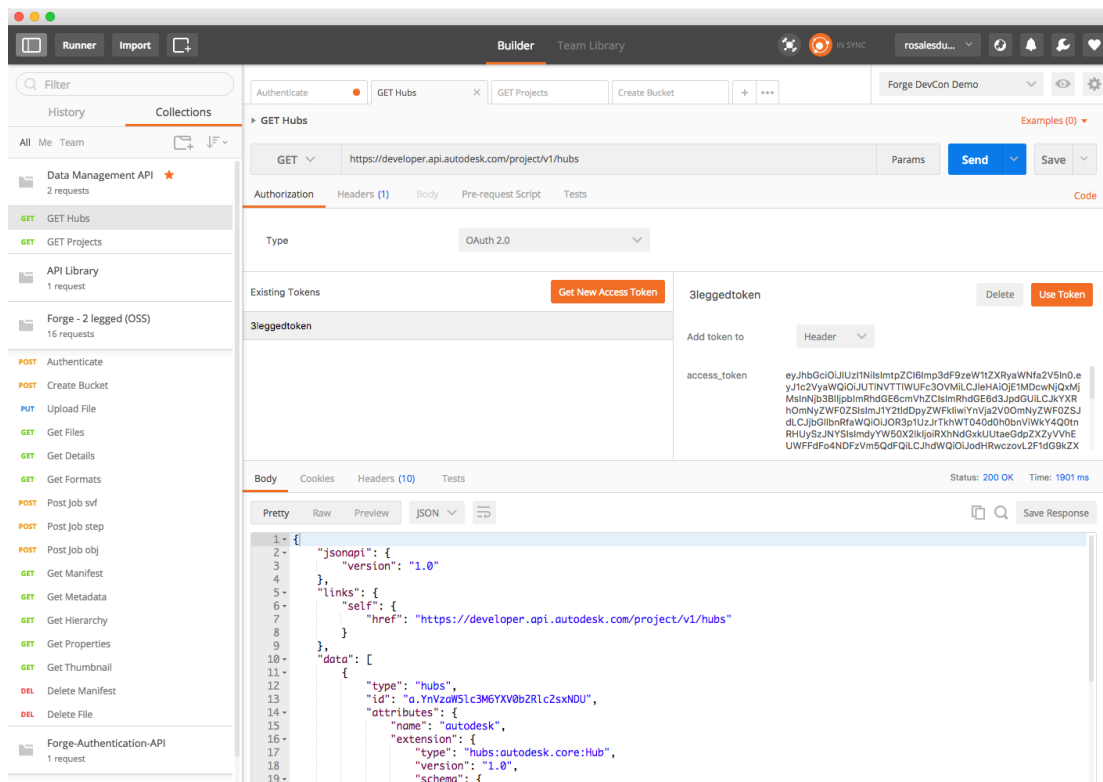 Runner
Import
Builder
Team Library
IN SYNC
rosalesdu...
Filter
History
Collections
All Me Team
Data Management API
2 requests
GET GET Hubs
GET GET Projects
API Library
1 request
Forge - 2 legged (OSS)
16 requests
POST Authenticate
POST Create Bucket
PUT Upload File
GET Get Files
GET Get Details
GET Get Formats
POST Post Job svf
POST Post Job step
POST Post Job obj
GET Get Manifest
GET Get Metadata
GET Get Hierarchy
GET Get Properties
GET Get Thumbnail
DEL Delete Manifest
DEL Delete File
Forge-Authentication-API
1 request
Authenticate
GET Hubs
GET Projects
Create Bucket
Forge DevCon Demo
GET Hubs
Examples (0)
GET
https://developer.api.autodesk.com/project/v1/hubs
Params
Send
Save
Authorization
Headers (1)
Body
Pre-request Script
Tests
Code
Type
OAuth 2.0
Existing Tokens
Get New Access Token
3leggedtoken
3leggedtoken
Delete
Use Token
Add token to
Header
access_token
Body
Cookies
Headers (10)
Tests
Status: 200 OK
Time: 1901 ms
Pretty
Raw
Preview
JSON
Save Response
1 {
2 "jsonapi": {
3 "version": "1.0"
4 },
5 "links": {
6 "self": {
7 "href": "https://developer.api.autodesk.com/project/v1/hubs"
8 }
9 },
10 "data": [
11 {
12 "type": "hubs",
13 "id": "a.YnVzaW5lc3M6YXV0b2Rlc2sxNDU",
14 "attributes": {
15 "name": "autodesk",
16 "extension": {
17 "type": "hubs:autodesk.core:Hub",
18 "version": "1.0",
19 "schema": {